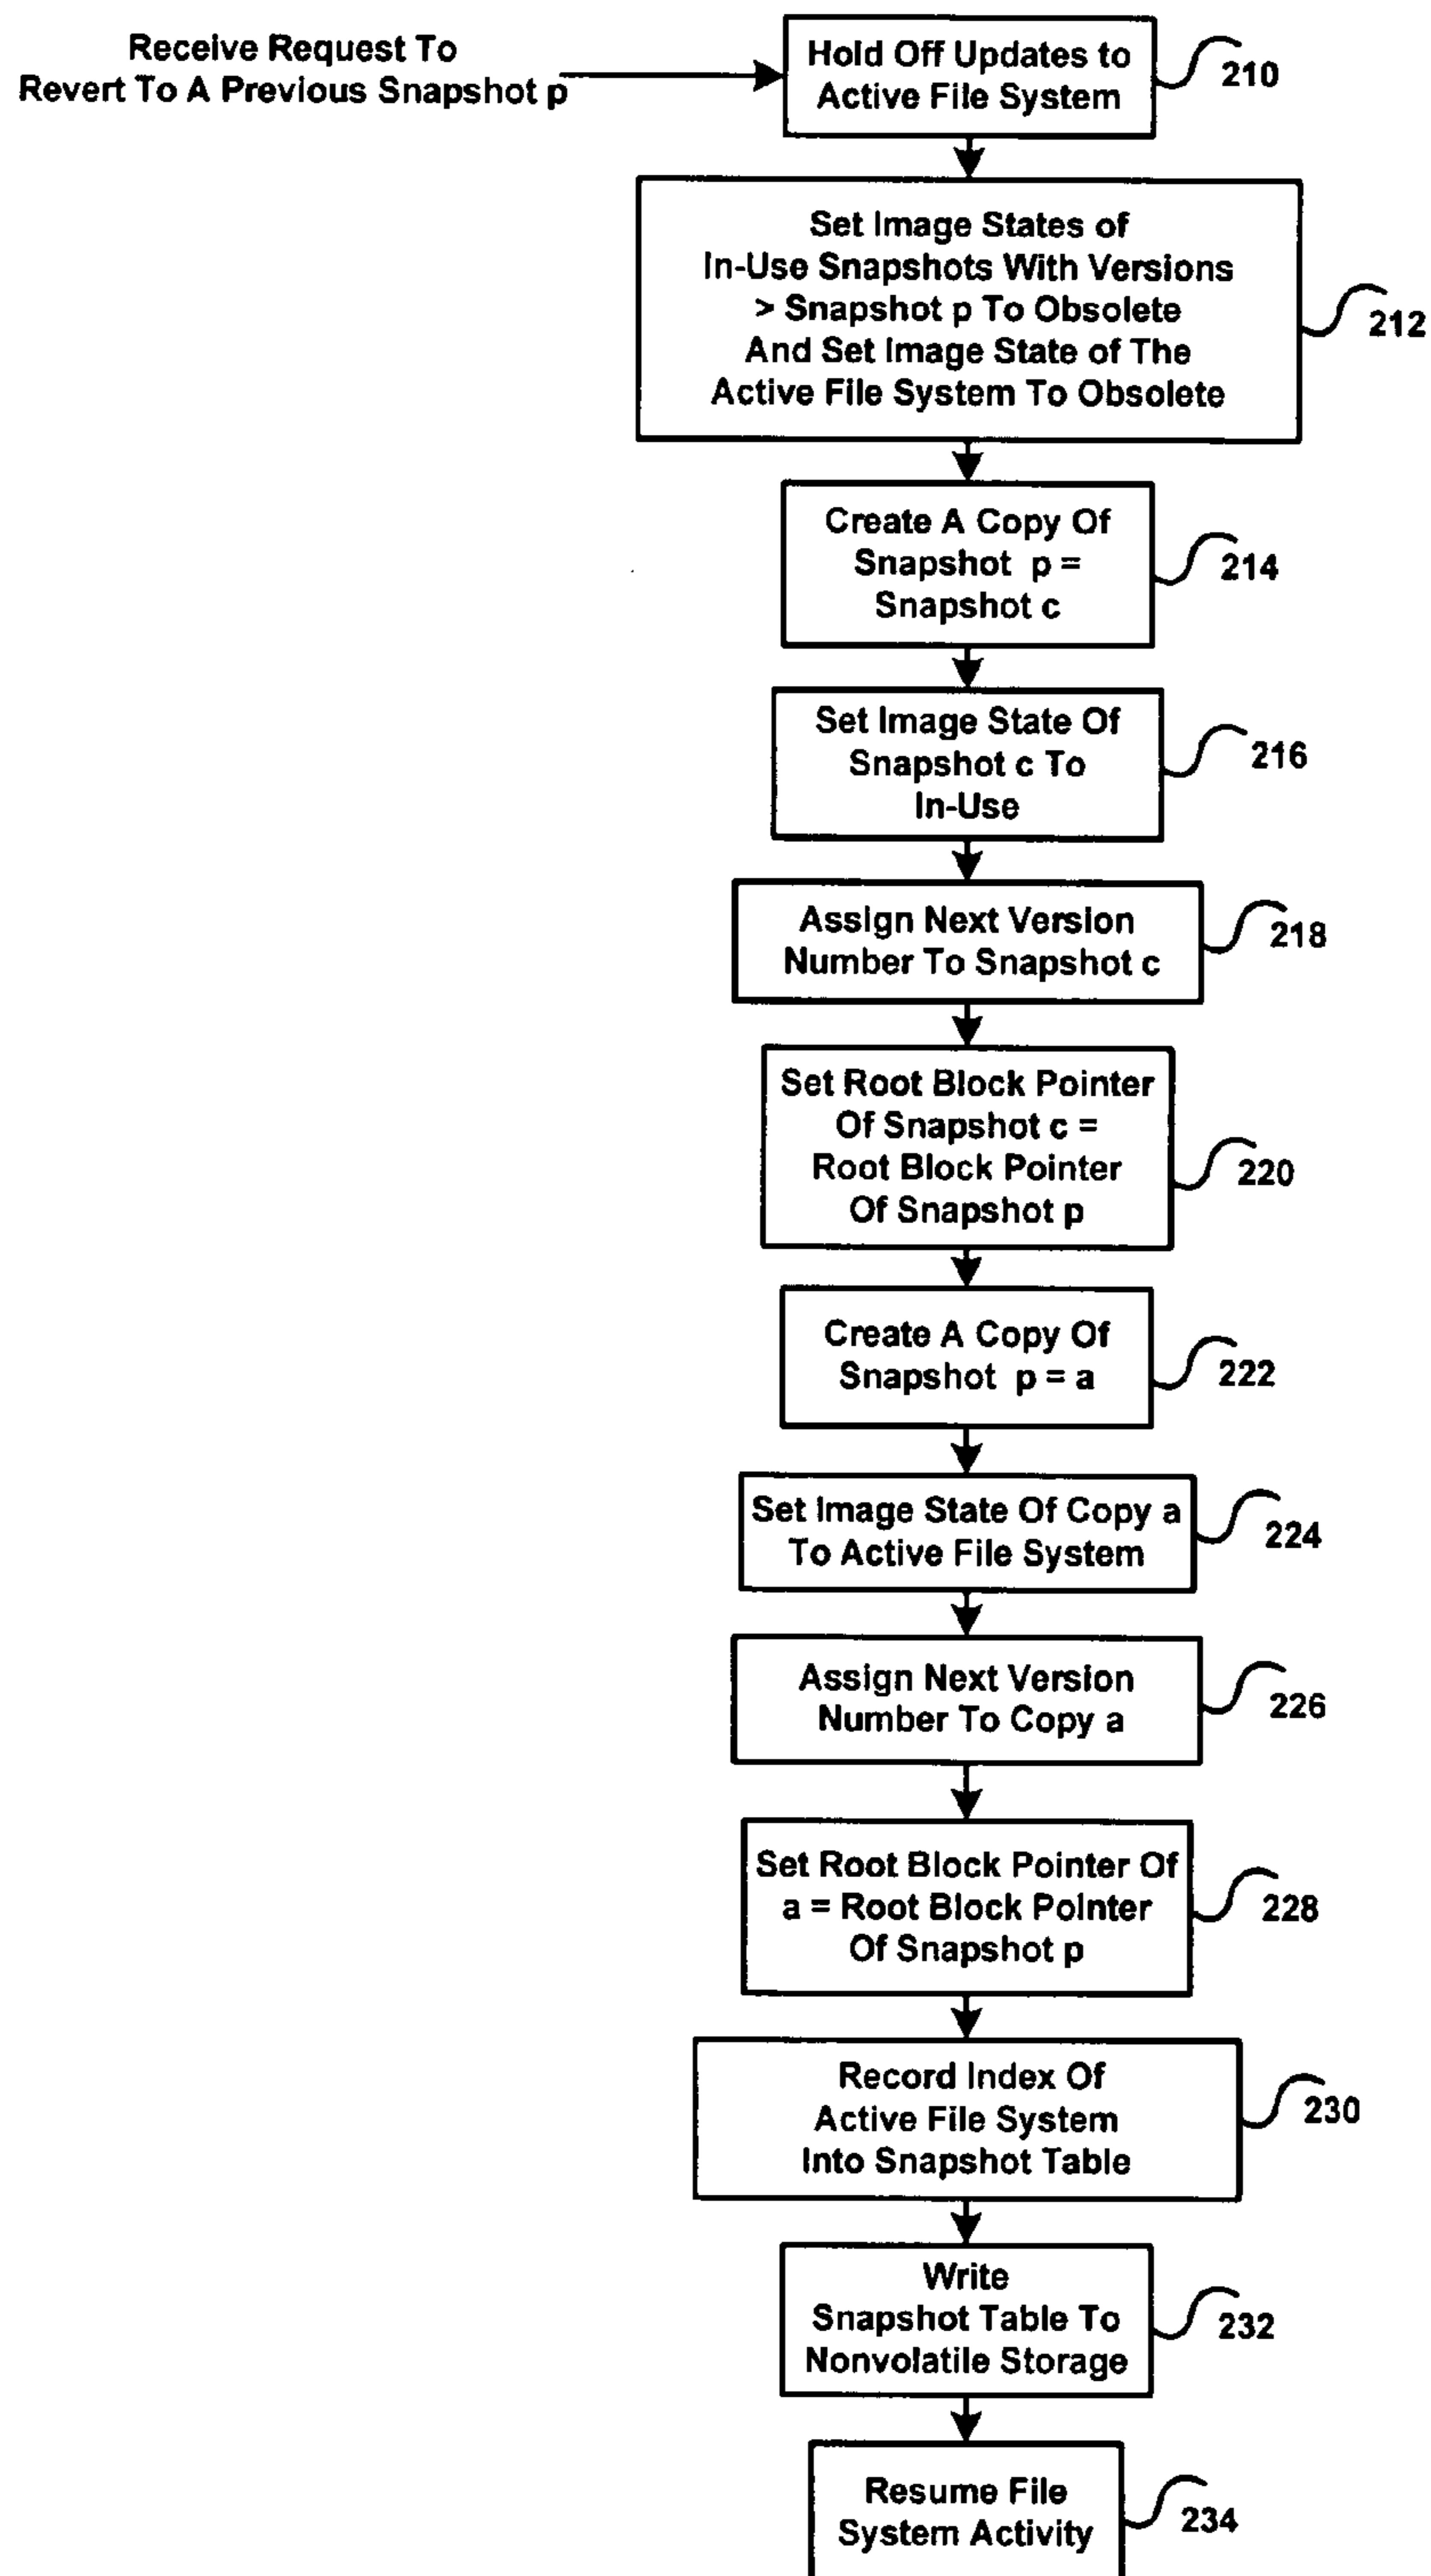 Receive Request To
Revert To A Previous Snapshot p
Hold Off Updates to
Active File System
210
Set Image States of
In-Use Snapshots With Versions
> Snapshot p To Obsolete
And Set Image State of The
Active File System To Obsolete
212
Create A Copy Of
Snapshot p =
Snapshot c
214
Set Image State Of
Snapshot c To
In-Use
216
Assign Next Version
Number To Snapshot c
218
Set Root Block Pointer
Of Snapshot c =
Root Block Pointer
Of Snapshot p
220
Create A Copy Of
Snapshot p = a
222
Set Image State Of Copy a
To Active File System
224
Assign Next Version
Number To Copy a
226
Set Root Block Pointer Of
a = Root Block Pointer
Of Snapshot p
228
Record Index Of
Active File System
Into Snapshot Table
230
Write
Snapshot Table To
Nonvolatile Storage
232
Resume File
System Activity
234